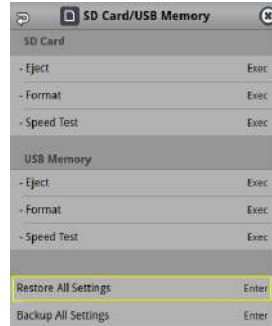 SD Card/USB Memory
SD Card
- Eject Exec
- Format Exec
- Speed Test Exec
USB Memory
- Eject Exec
- Format Exec
- Speed Test Exec
Restore All Settings Enter
Backup All Settings Enter